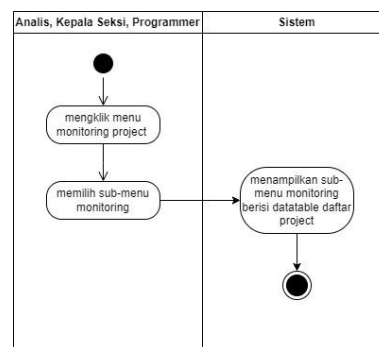 Analis, Kepala Seksi, Programmer
Sistem
mengklik menu
monitoring project
memilih sub-menu
monitoring
menampilkan sub-
menu monitoring
berisi datatable daftar
project